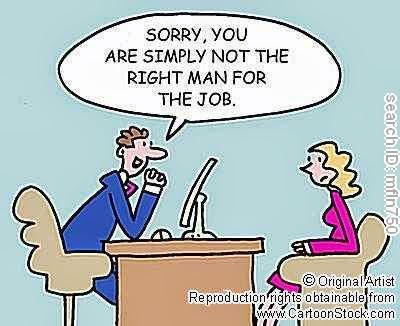 SORRY, YOU
ARE SIMPLY NOT THE
RIGHT MAN FOR
THE JOB.
search ID: mfln750
© Original Artist
Reproduction rights obtainable from
www.CartoonStock.com